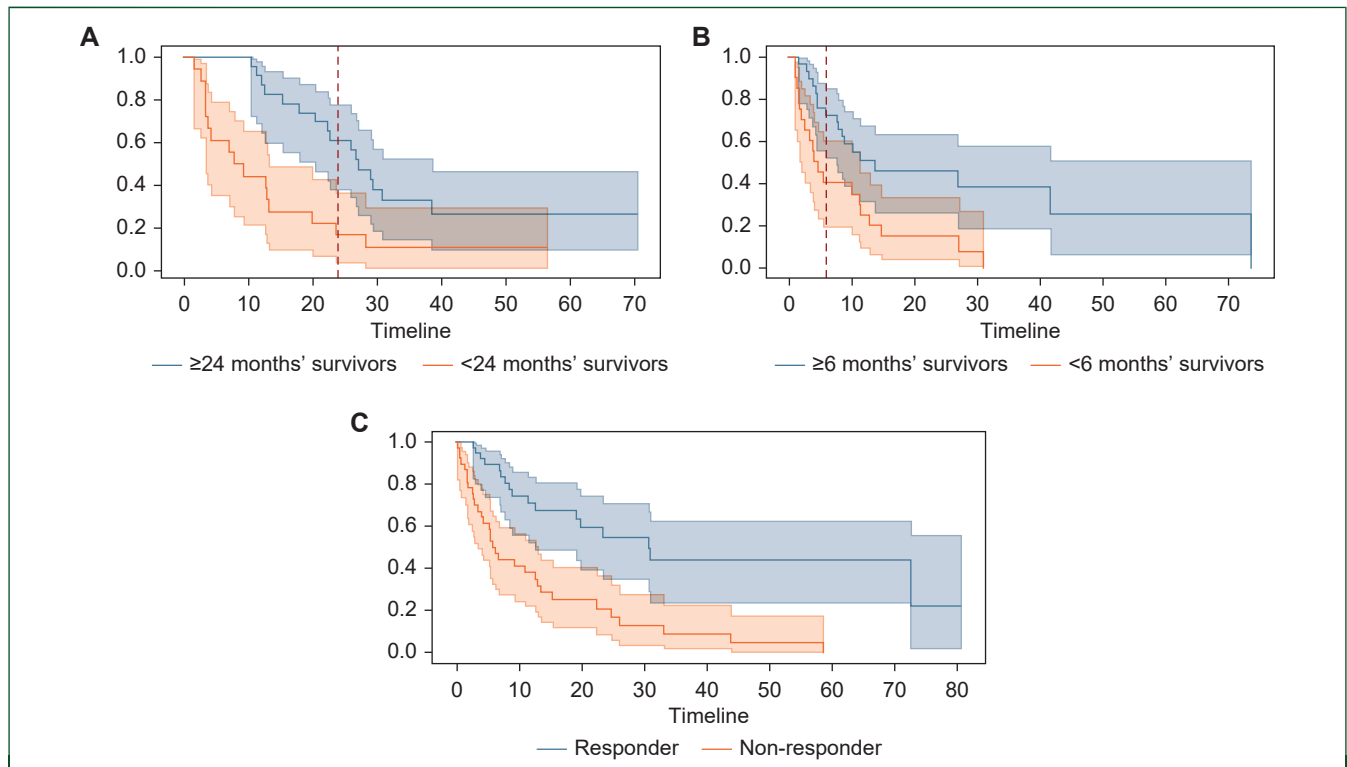 A
1.0
0.8
0.6
0.4
0.2
0.0
0 10 20 30 40 50 60 70
Timeline
≥24 months’ survivors <24 months’ survivors
B
1.0
0.8
0.6
0.4
0.2
0.0
0 10 20 30 40 50 60 70
Timeline
≥6 months’ survivors <6 months’ survivors
C
1.0
0.8
0.6
0.4
0.2
0.0
0 10 20 30 40 50 60 70 80
Timeline
Responder Non-responder